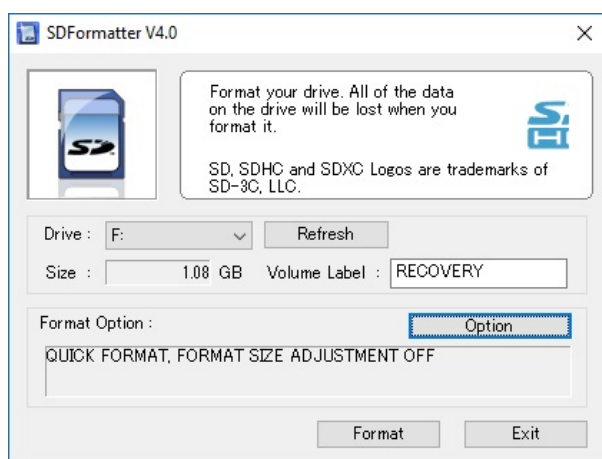 SDFormatter V4.0
Format your drive. All of the data
on the drive will be lost when you
format it.
SD, SDHC and SDXC Logos are trademarks of
SD-3C, LLC.
SD
Drive : F: Refresh
Size : 1.08 GB Volume Label : RECOVERY
Format Option : Option
QUICK FORMAT, FORMAT SIZE ADJUSTMENT OFF
Format Exit